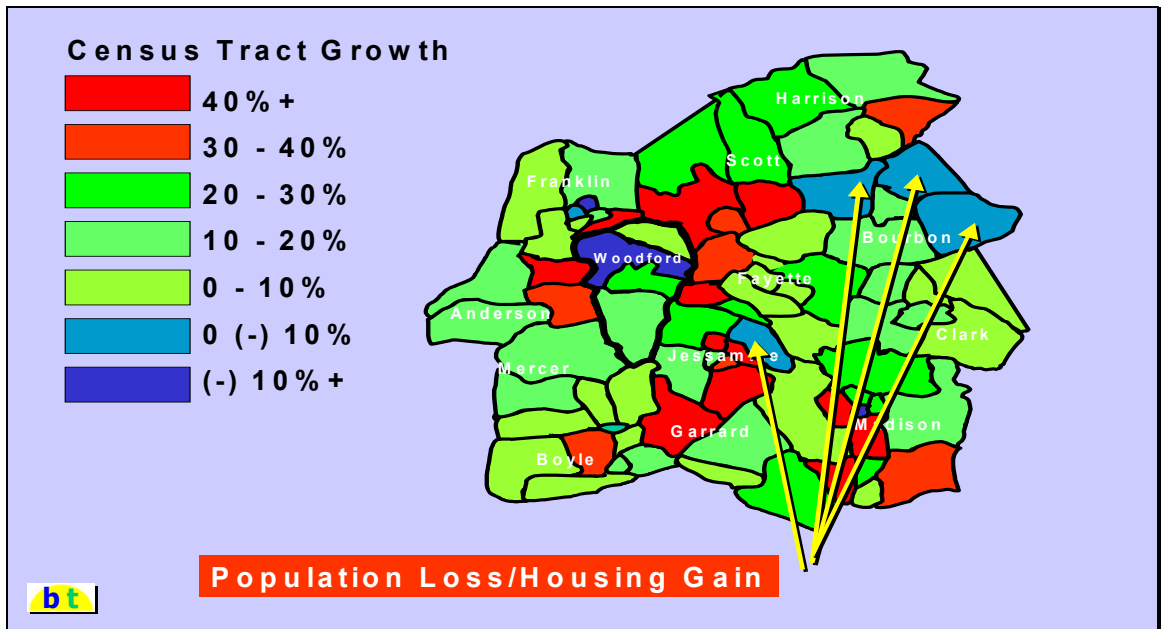 Census Tract Growth
40%+
30 - 40%
20 - 30%
10 - 20%
0 - 10%
0 (-) 10%
(-) 10%+
Harrison
Scott
Franklin
Bourbon
Woodford
Fayette
Anderson
Clark
Jessamine
Mercer
Madison
Garrard
Boyle
Population Loss/Housing Gain
bt